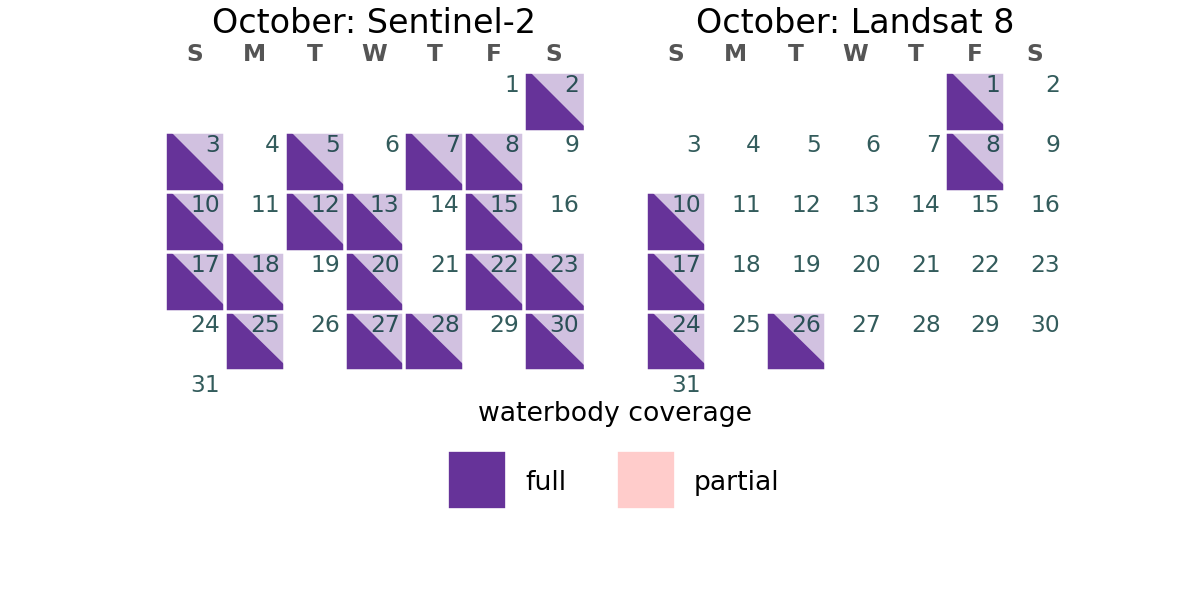 October: Sentinel-2
S M T W T F S
1 2
3 4 5 6 7 8 9
10 11 12 13 14 15 16
17 18 19 20 21 22 23
24 25 26 27 28 29 30
31
October: Landsat 8
S M T W T F S
1 2
3 4 5 6 7 8 9
10 11 12 13 14 15 16
17 18 19 20 21 22 23
24 25 26 27 28 29 30
31
waterbody coverage
full
partial